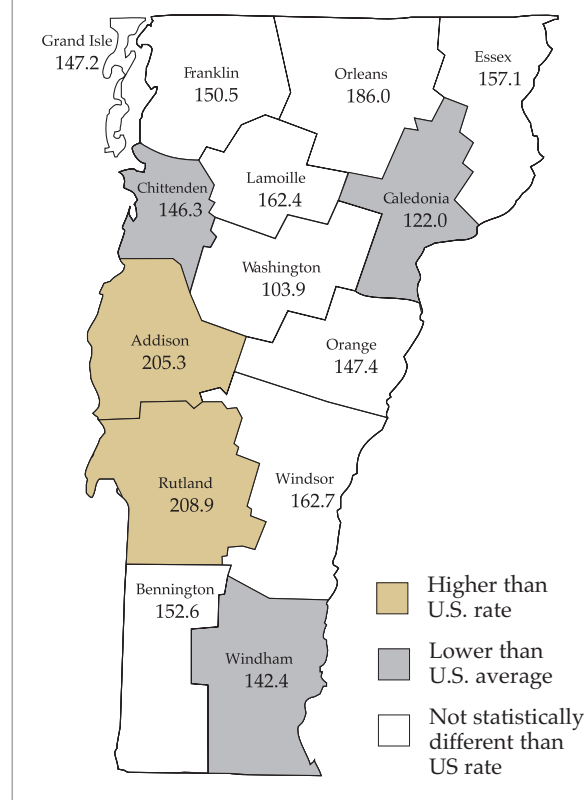 Grand Isle
147.2
Franklin
150.5
Orleans
186.0
Essex
157.1
Chittenden
146.3
Lamoille
162.4
Caledonia
122.0
Washington
103.9
Addison
205.3
Orange
147.4
Rutland
208.9
Windsor
162.7
Bennington
152.6
Windham
142.4
Higher than
U.S. rate
Lower than
U.S. average
Not statistically
different than
US rate